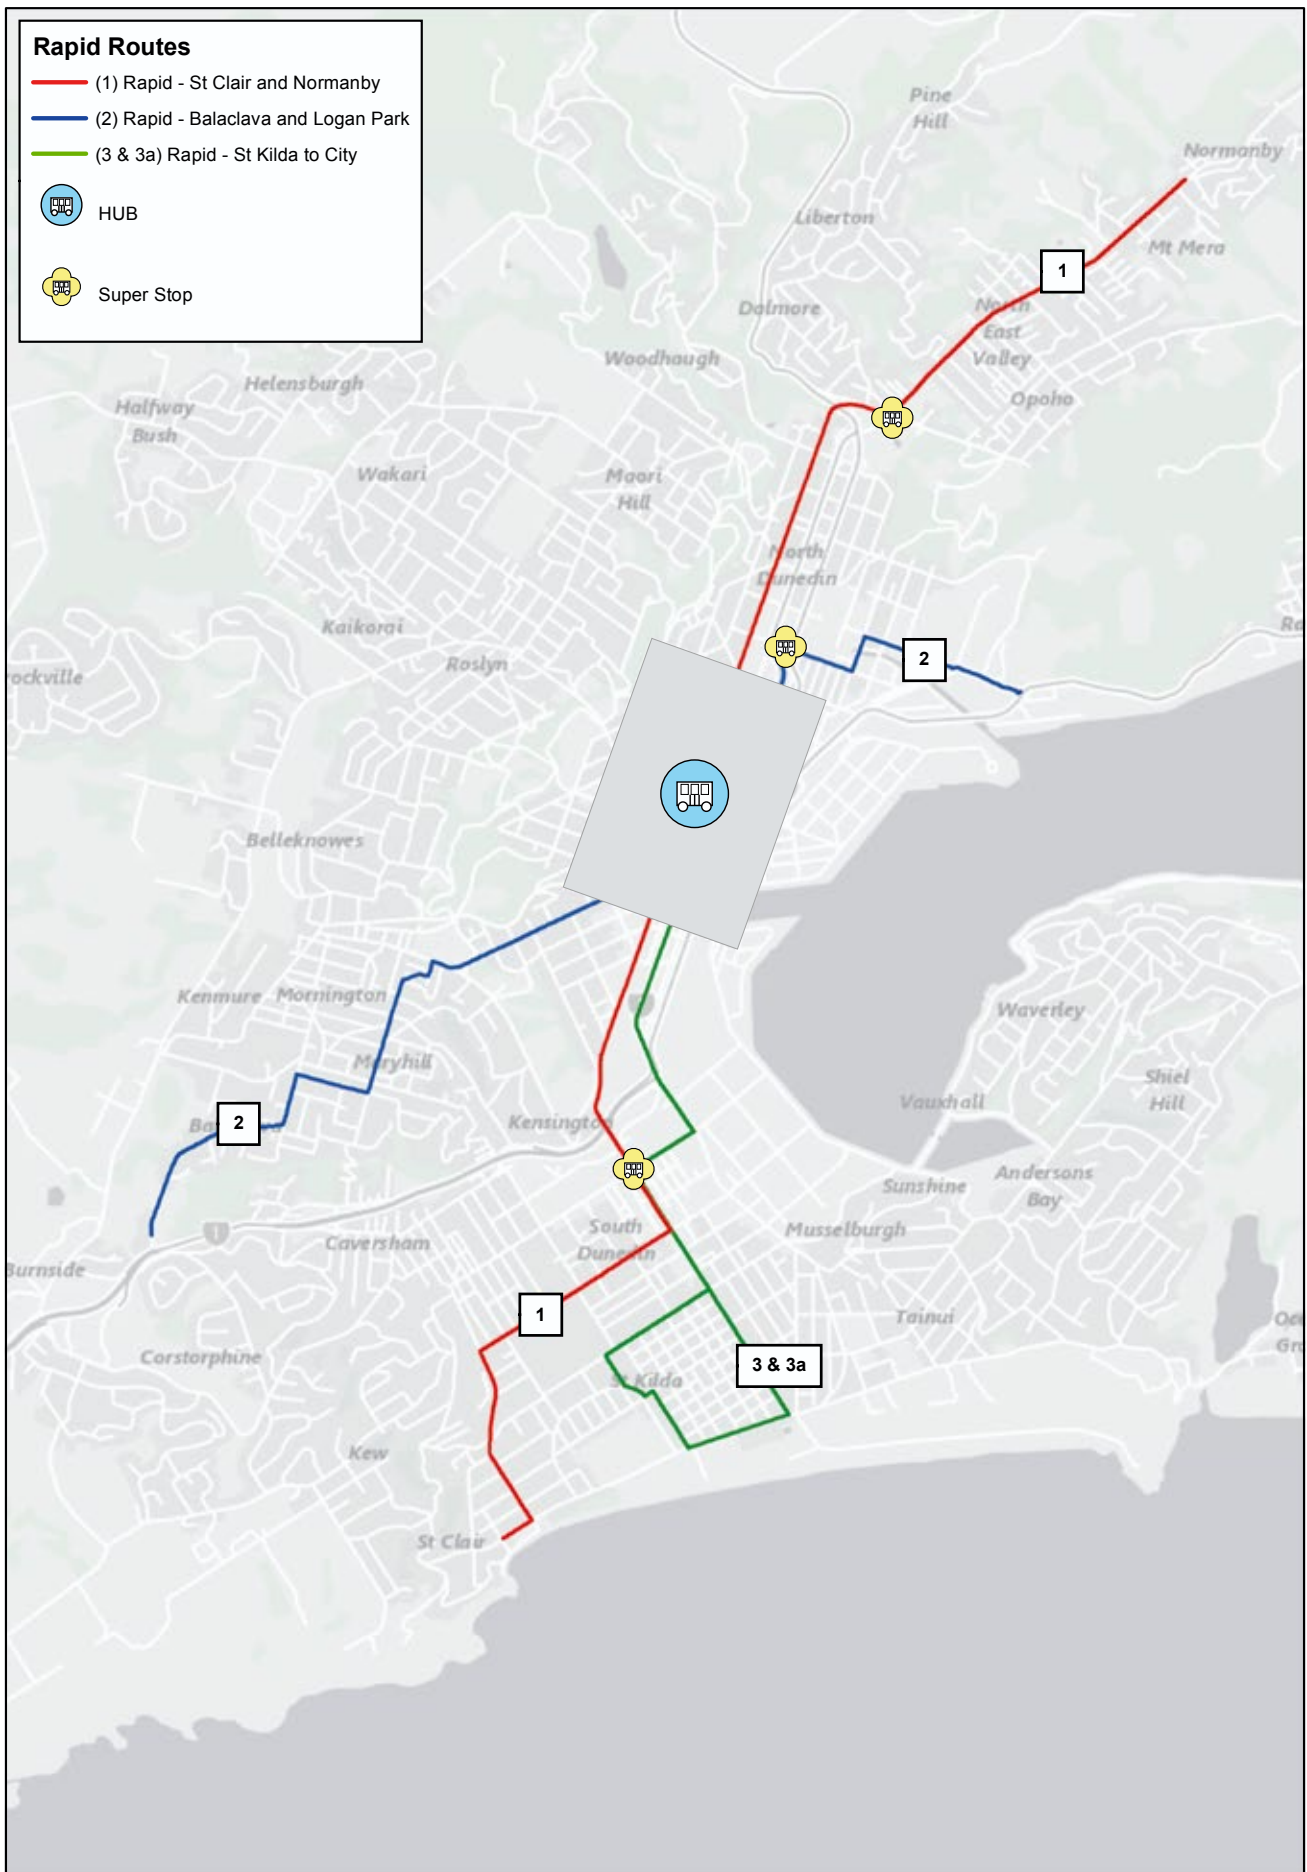 Rapid Routes
(1) Rapid - St Clair and Normanby
(2) Rapid - Balaclava and Logan Park
(3 & 3a) Rapid - St Kilda to City
HUB
Super Stop
Pine
Hill
Normanby
Liberton
Mt Mera
1
Dalmore
North
East
Valley
Woodhaugh
Helensburgh
Opoho
Halfway
Bush
Wakari
Maori
Hill
North
Dunedin
Kaikorai
Roslyn
2
ockville
Belleknowes
Kenmure
Mornington
Waverley
Maryhill
Shiel
Hill
Vauxhall
2
Kensington
Andersons
Bay
Sunshine
South
Dunedin
Musselburgh
1
Caversham
Burnside
1
Tainui
Corstorphine
3 & 3a
St Kilda
Kew
St Clair